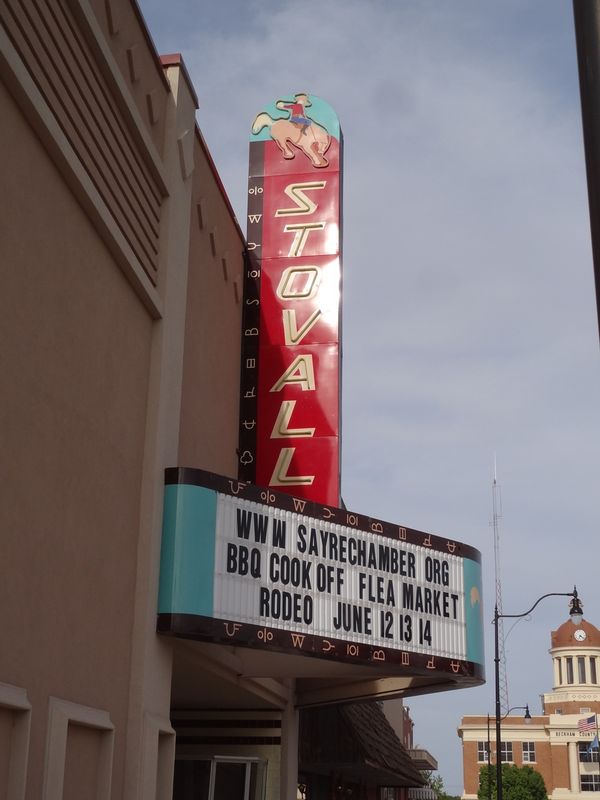 STOVALL
WWW SAYRECHAMBER ORG
BBQ COOK OFF FLEA MARKET
RODEO JUNE 12 13 14
BECKHAM COUNTY